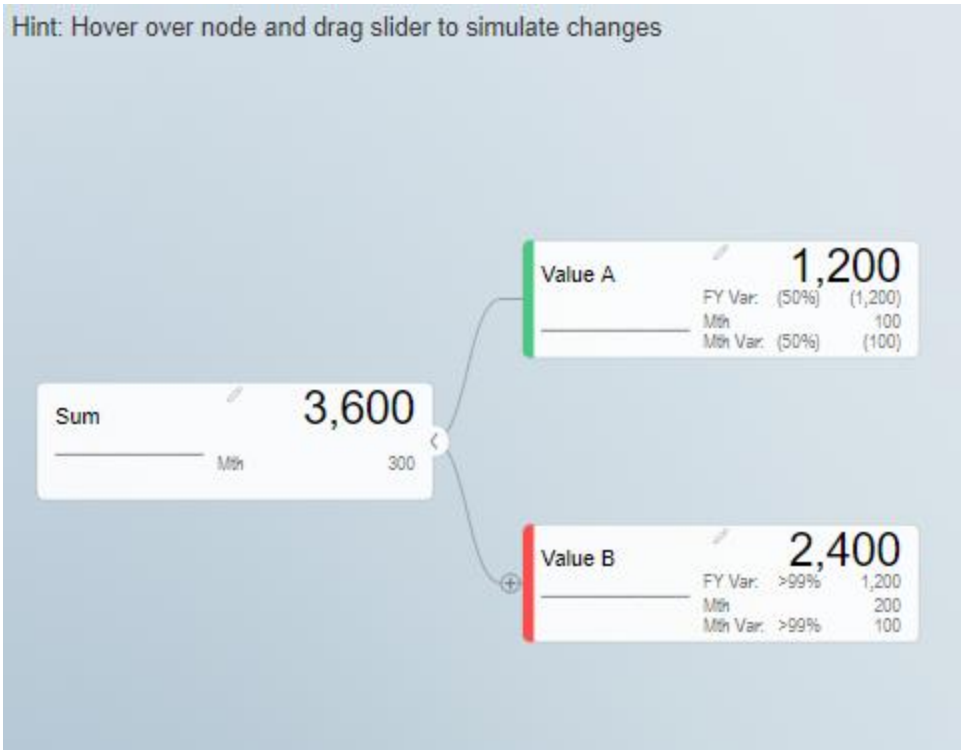 Hint: Hover over node and drag slider to simulate changes
Value A
1,200
FY Var: (50%) (1,200)
Mth 100
Mth Var: (50%) (100)
Sum
3,600
Mth 300
Value B
2,400
FY Var: >99% 1,200
Mth 200
Mth Var: >99% 100